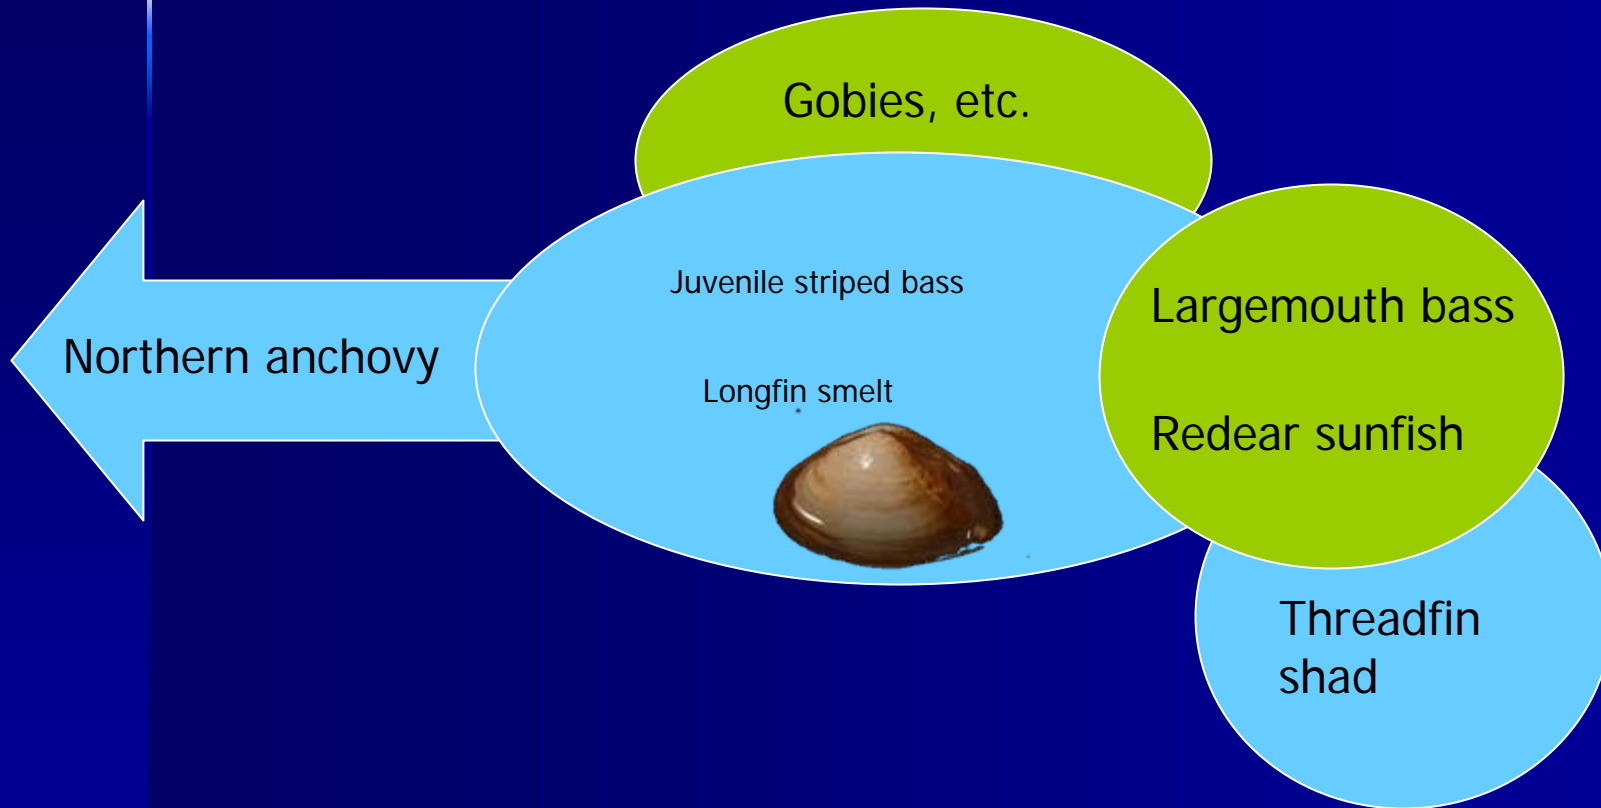 Gobies, etc.
Juvenile striped bass
Largemouth bass
Northern anchovy
Longfin smelt
Redear sunfish
Threadfin
shad